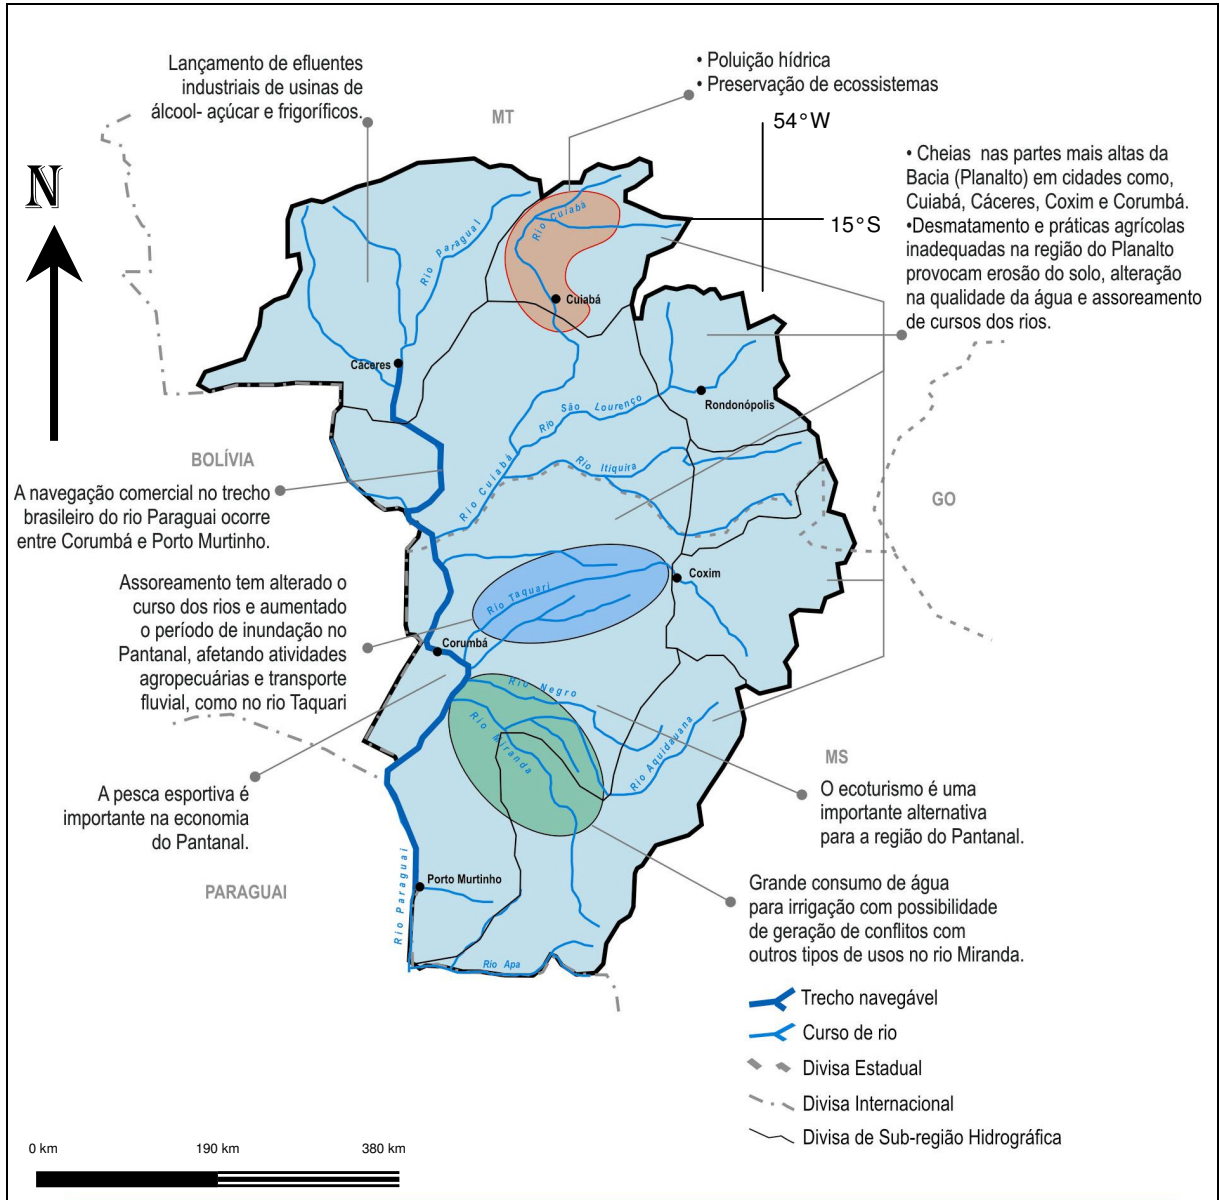 Lançamento de efluentes
industriais de usinas de
álcool- açúcar e frigoríficos.
• Poluição hídrica
• Preservação de ecossistemas
MT
54°W
15°S
N
• Cheias nas partes mais altas da
Bacia (Planalto) em cidades como,
Cuiabá, Cáceres, Coxim e Corumbá.
•Desmatamento e práticas agrícolas
inadequadas na região do Planalto
provocam erosão do solo, alteração
na qualidade da água e assoreamento
de cursos dos rios.
Rio Paraguai
Rio Cuiabá
Cuiabá
Cáceres
Rondonópolis
Rio São Lourenço
Rio Itiquira
Rio Cuiabá
BOLÍVIA
GO
A navegação comercial no trecho
brasileiro do rio Paraguai ocorre
entre Corumbá e Porto Murtinho.
Assoreamento tem alterado o
curso dos rios e aumentado
o período de inundação no
Pantanal, afetando atividades
agropecuárias e transporte
fluvial, como no rio Taquari
Coxim
Rio Taquari
Corumbá
Rio Negro
Rio Miranda
Rio Aquidauana
MS
A pesca esportiva é
importante na economia
do Pantanal.
O ecoturismo é uma
importante alternativa
para a região do Pantanal.
PARAGUAI
Rio Paraguai
Porto Murtinho
Rio Apa
Grande consumo de água
para irrigação com possibilidade
de geração de conflitos com
outros tipos de usos no rio Miranda.
Trecho navegável
Curso de rio
Divisa Estadual
Divisa Internacional
Divisa de Sub-região Hidrográfica
0 km 190 km 380 km